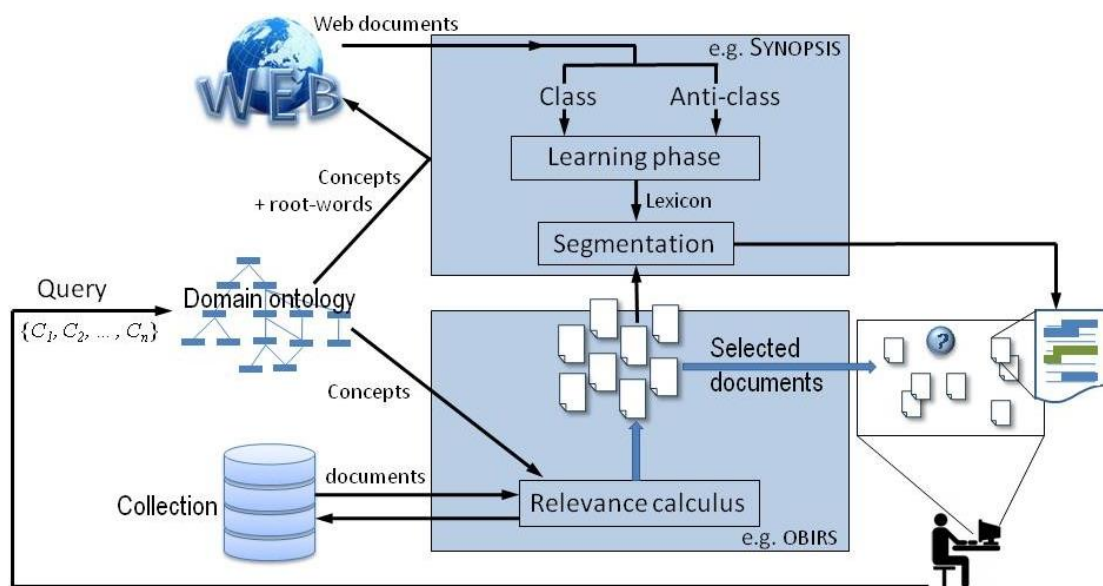 Web documents
e.g. SYNOPSIS
WEB
Class
Anti-class
Learning phase
Concepts
+ root-words
Lexicon
Segmentation
Query
{C1, C2, ... , Cn}
Domain ontology
?
Selected
documents
Concepts
documents
Collection
Relevance calculus
e.g. OBIRS